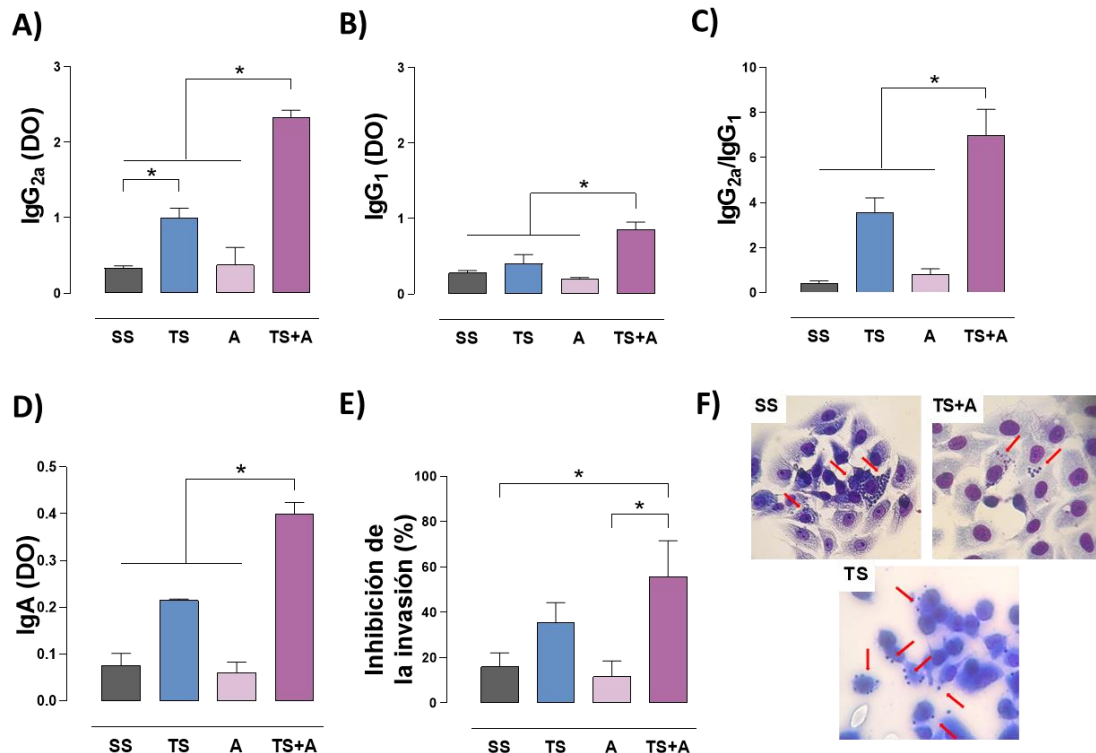 A)
IgG2a (DO)
3
2
1
0
*
*
SS TS A TS+A
B)
IgG1 (DO)
3
2
1
0
*
SS TS A TS+A
C)
IgG2a/IgG1
10
8
6
4
2
0
*
SS TS A TS+A
D)
IgA (DO)
0.5
0.4
0.3
0.2
0.1
0.0
*
SS TS A TS+A
E)
Inhibición de
la invasión (%)
100
80
60
40
20
0
*
*
SS TS A TS+A
F)
SS
TS+A
TS